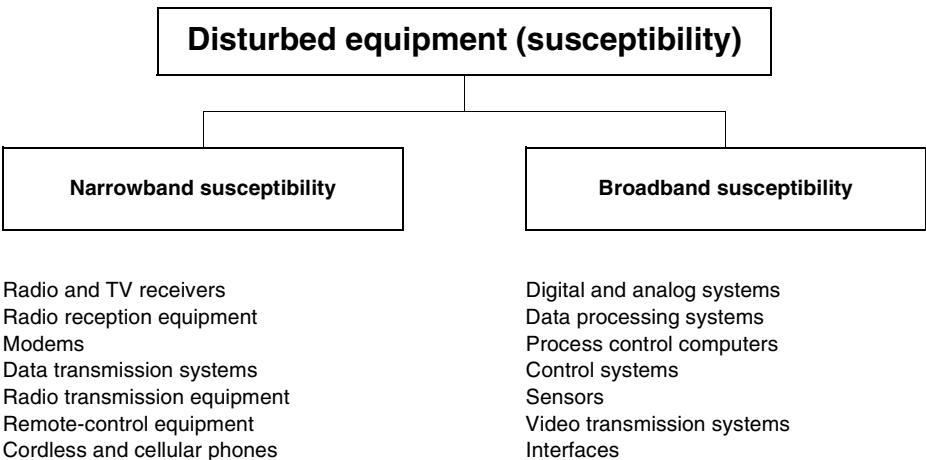 Disturbed equipment (susceptibility)
Narrowband susceptibility
Broadband susceptibility
Radio and TV receivers
Radio reception equipment
Modems
Data transmission systems
Radio transmission equipment
Remote-control equipment
Cordless and cellular phones
Digital and analog systems
Data processing systems
Process control computers
Control systems
Sensors
Video transmission systems
Interfaces